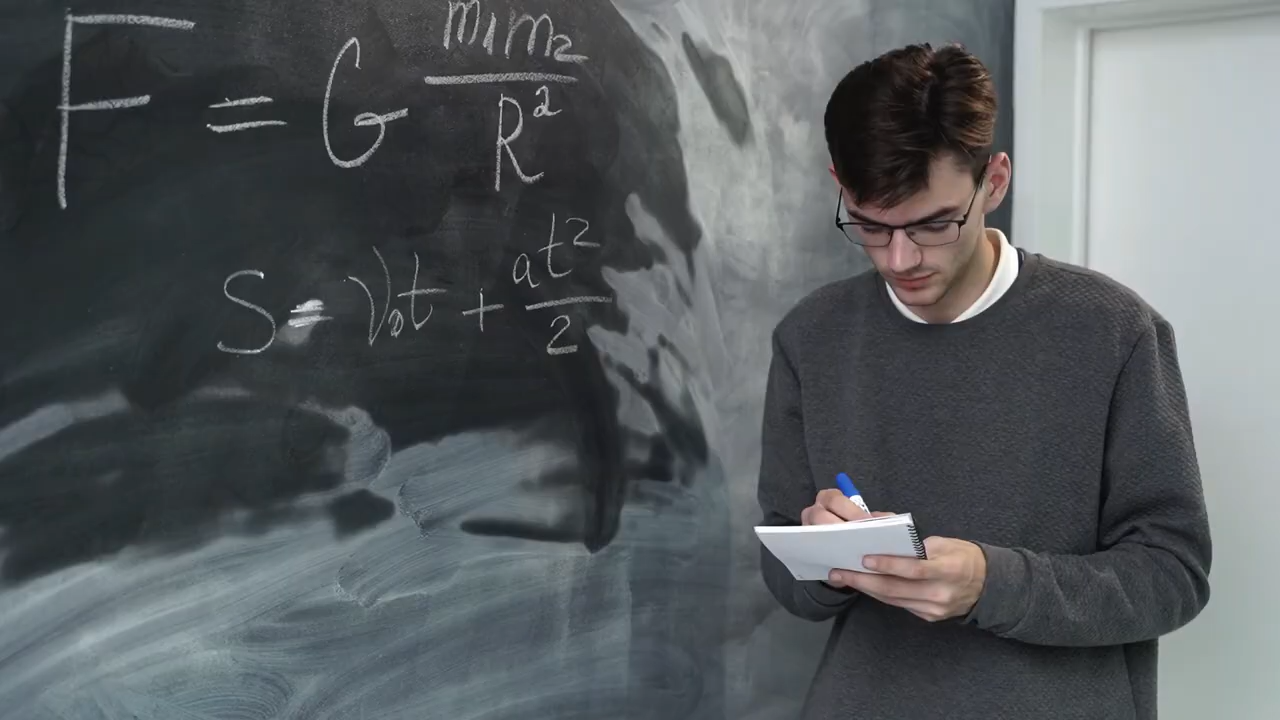 F = G m₁m₂/R²
S = V₀t + at²/2